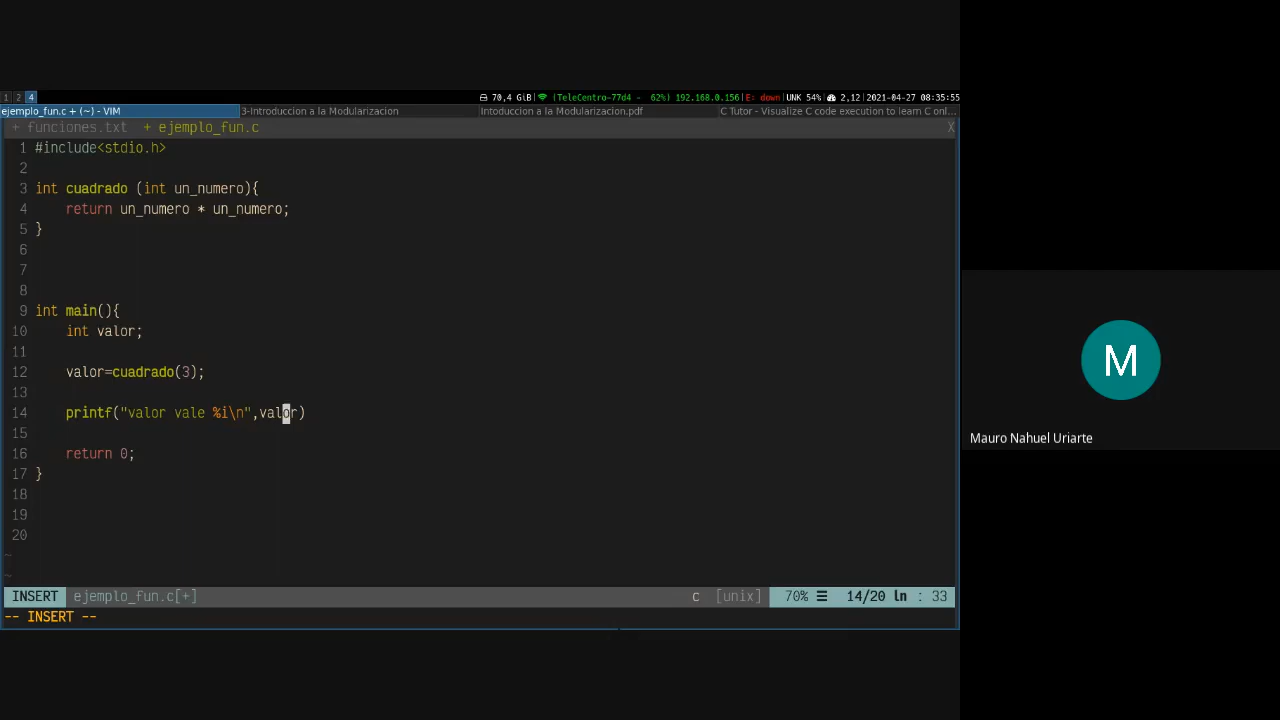 1 2 4 70,4 GiB| (TeleCentro-77d4 - 62%) 192.168.0.156|E: down|UNK 54%| 2,12|2021-04-27 08:35:55
ejemplo_fun.c + (~) - VIM 3-Introduccion a la Modularizacion Intoduccion a la Modularizacion.pdf C Tutor - Visualize C code execution to learn C onl...
+ funciones.txt + ejemplo_fun.c X
1 #include<stdio.h>
2
3 int cuadrado (int un_numero){
4 return un_numero * un_numero;
5 }
6
7
8
9 int main(){
10 int valor;
11
12 valor=cuadrado(3);
13
14 printf("valor vale %i\n",valor)
15
16 return 0;
17 }
18
19
20
~
~
INSERT ejemplo_fun.c[+] c [unix] 70% ☰ 14/20 ln : 33
-- INSERT --
M
Mauro Nahuel Uriarte